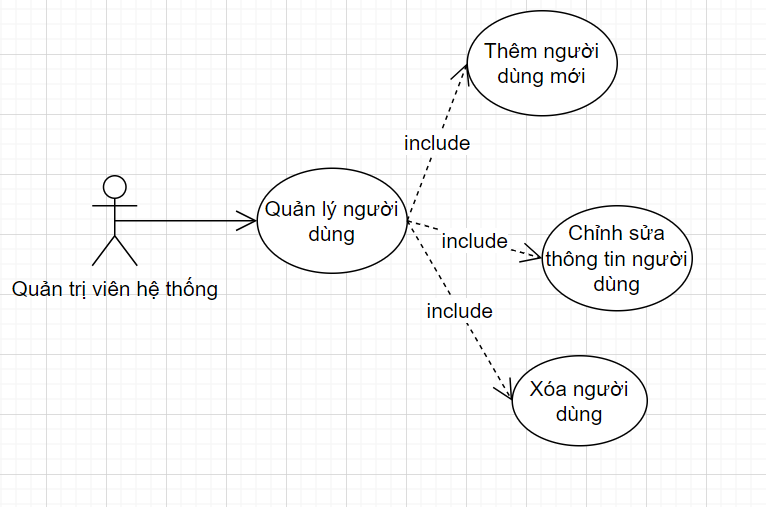 Thêm người
dùng mới
include
Quản lý người
dùng
include
Chỉnh sửa
thông tin người
dùng
Quản trị viên hệ thống
include
Xóa người
dùng